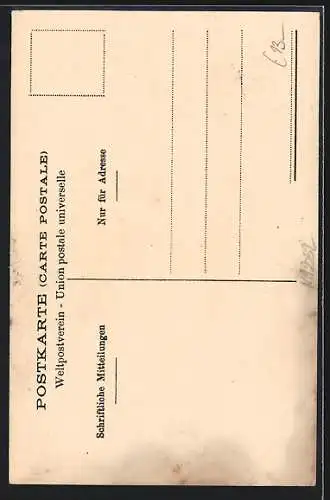 POSTKARTE (CARTE POSTALE)
Weltpostverein - Union postale universelle
Schriftliche Mitteilungen
Nur für Adresse